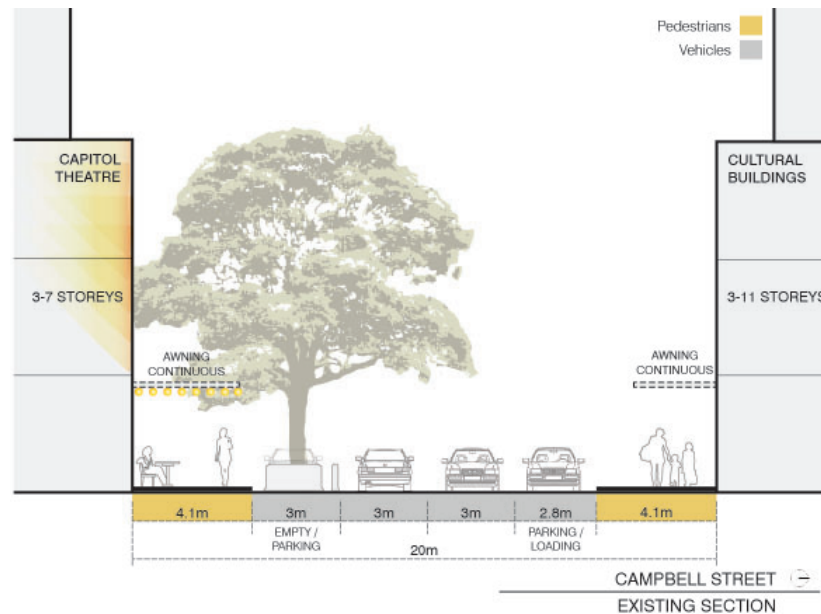 Pedestrians
Vehicles
CAPITOL
THEATRE
CULTURAL
BUILDINGS
3-7 STOREYS
3-11 STOREYS
AWNING
CONTINUOUS
AWNING
CONTINUOUS
4.1m
3m
3m
3m
2.8m
4.1m
EMPTY /
PARKING
PARKING /
LOADING
20m
CAMPBELL STREET
EXISTING SECTION